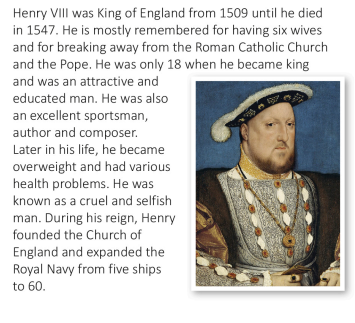 Henry VIII was King of England from 1509 until he died
in 1547. He is mostly remembered for having six wives
and for breaking away from the Roman Catholic Church
and the Pope. He was only 18 when he became king
and was an attractive and
educated man. He was also
an excellent sportsman,
author and composer.
Later in his life, he became
overweight and had various
health problems. He was
known as a cruel and selfish
man. During his reign, Henry
founded the Church of
England and expanded the
Royal Navy from five ships
to 60.